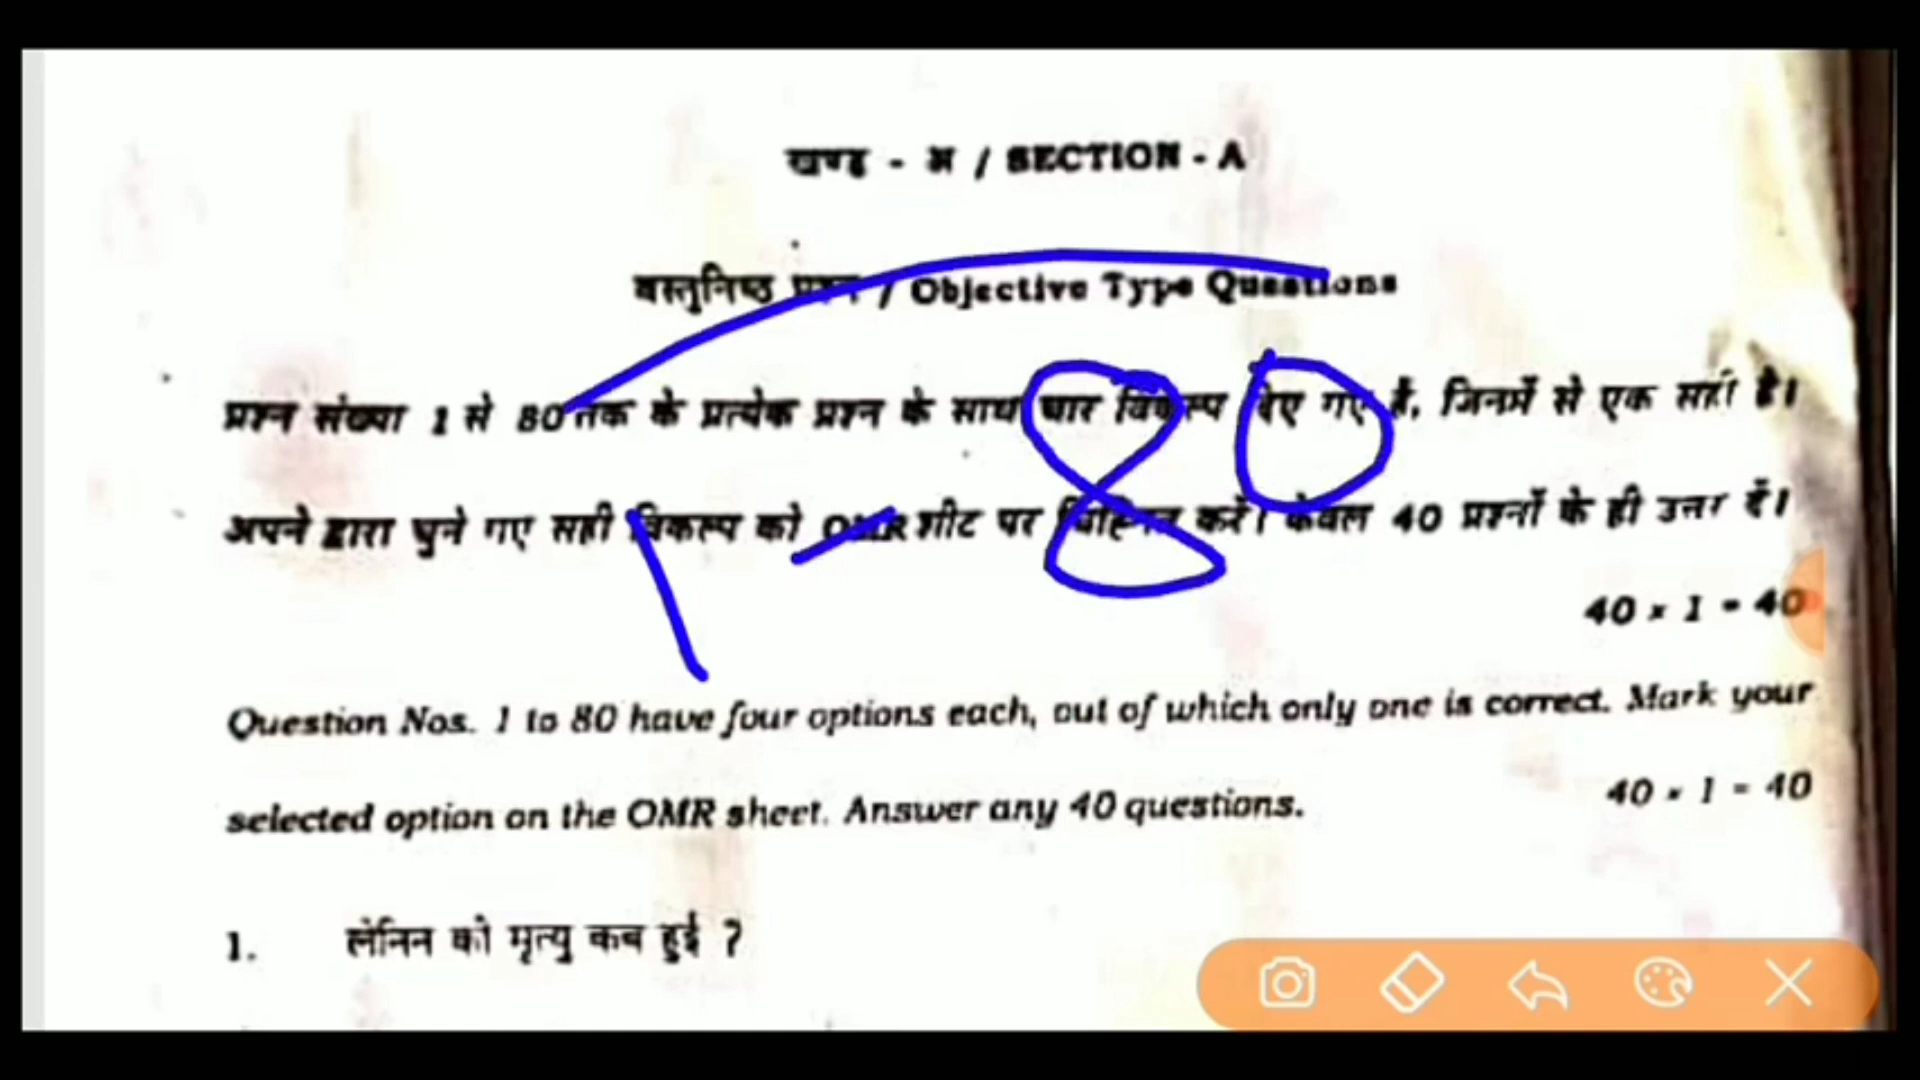 खण्ड - अ / SECTION - A
वस्तुनिष्ठ प्रश्न / Objective Type Questions
प्रश्न संख्या 1 से 80 तक के प्रत्येक प्रश्न के साथ चार विकल्प दिए गए हैं, जिनमें से एक सही है।
अपने द्वारा चुने गए सही विकल्प को OMR शीट पर चिह्नित करें। केवल 40 प्रश्नों के ही उत्तर दें।
40 × 1 = 40
Question Nos. 1 to 80 have four options each, out of which only one is correct. Mark your
selected option on the OMR sheet. Answer any 40 questions. 40 × 1 = 40
1. लेनिन को मृत्यु कब हुई ?
1 - 80